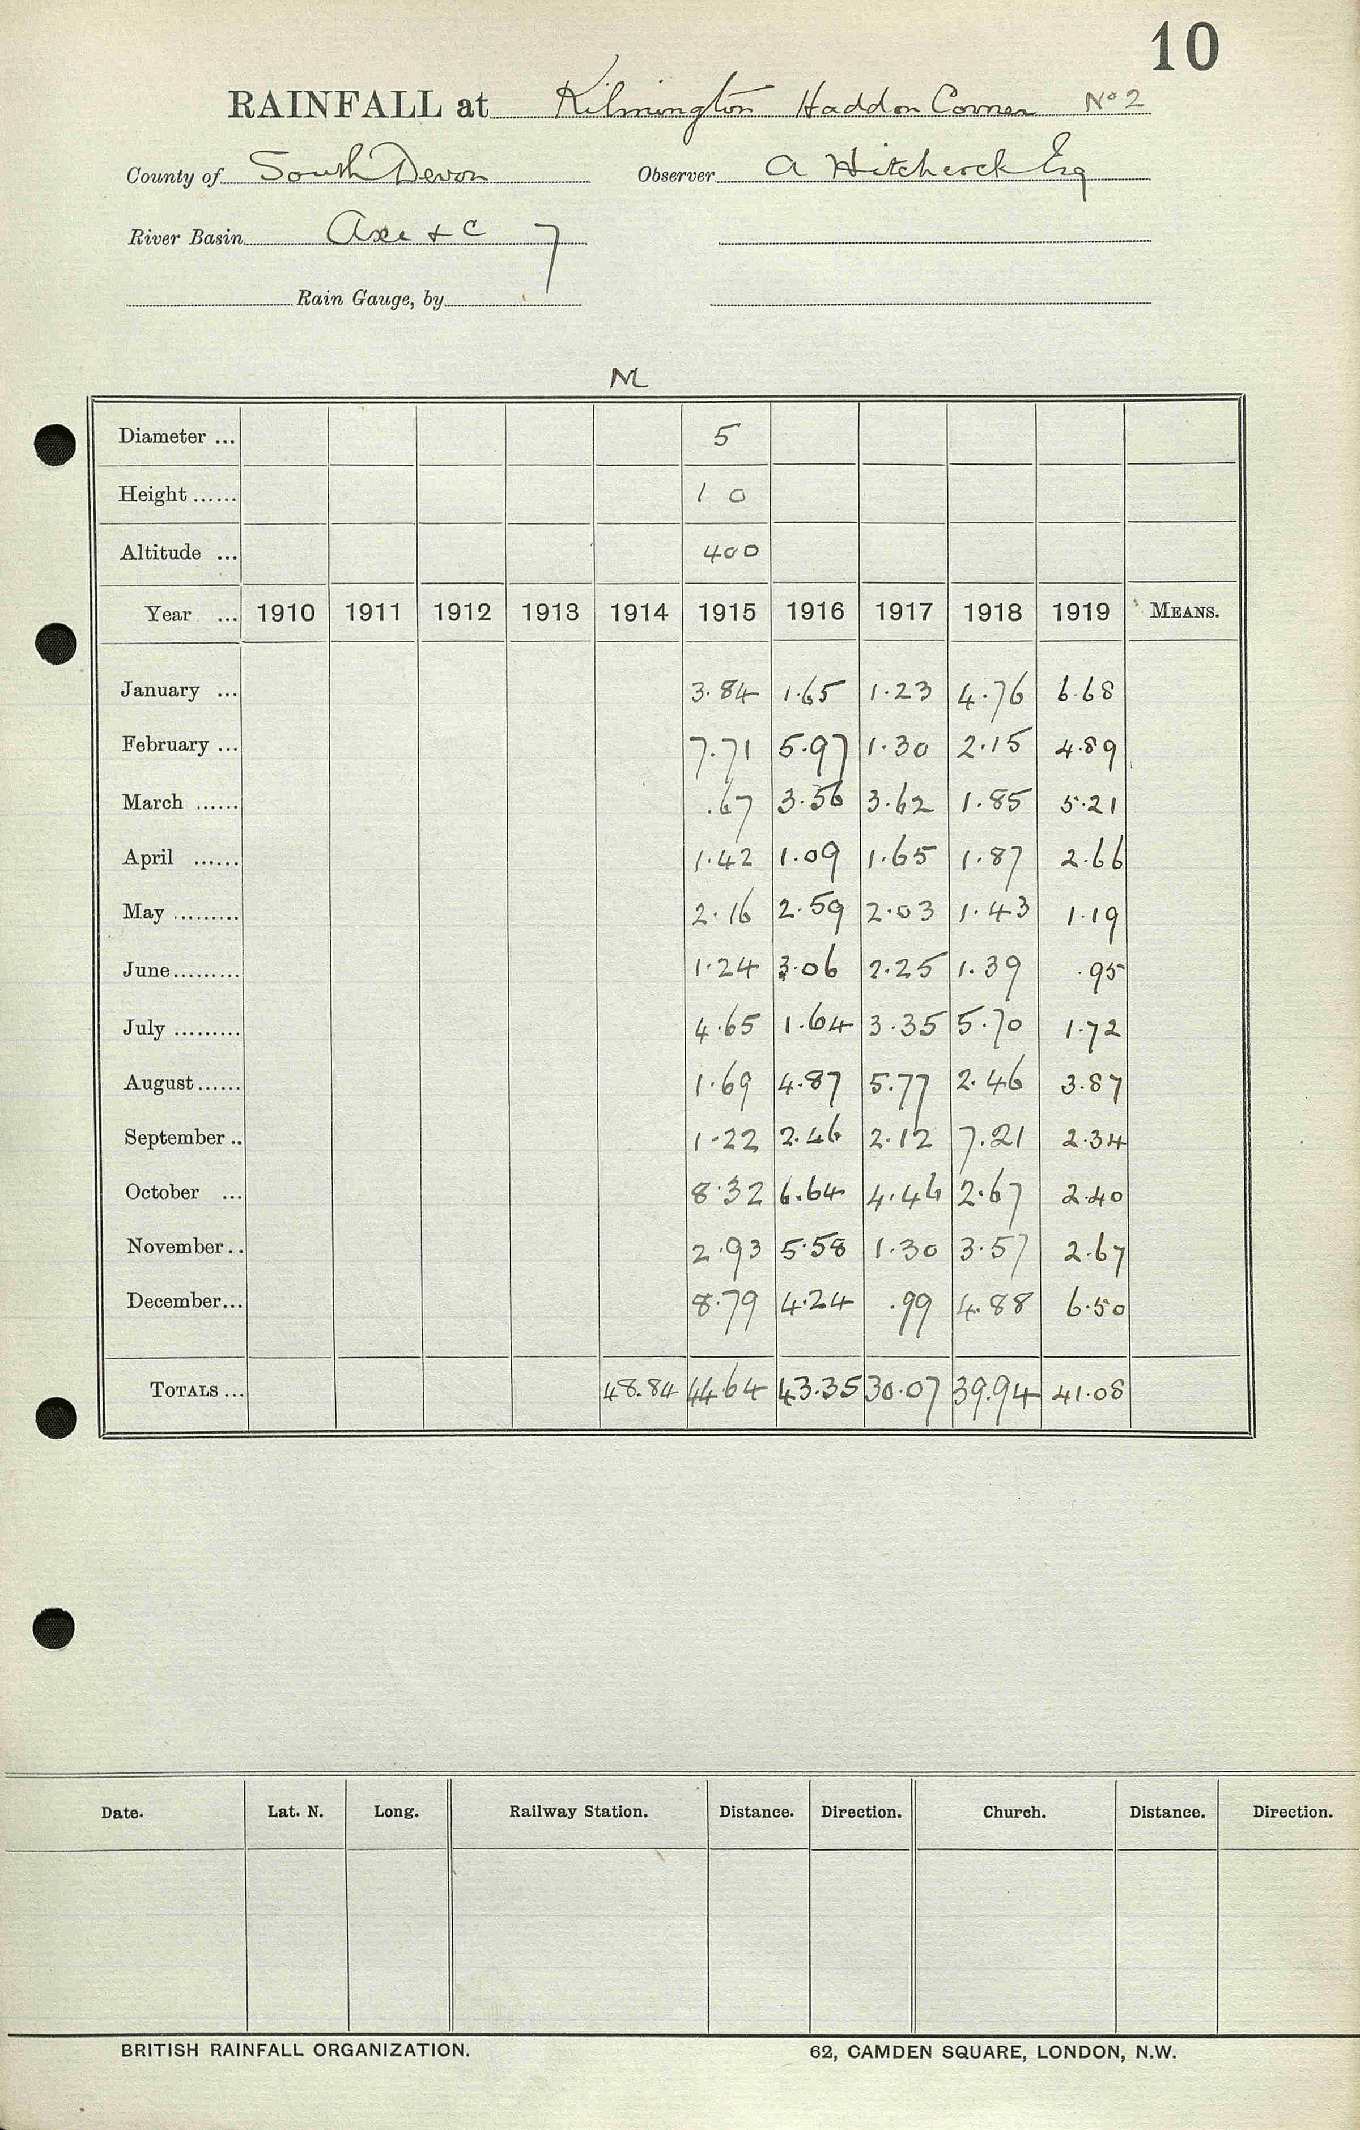 10
RAINFALL at Kilmington Haddon Corner No 2
County of South Devon Observer A Hitchcock Esq
River Basin Axe & c 7
Rain Gauge, by
M
Diameter ... 5
Height ...... 1 0
Altitude ... 400
Year ... 1910 1911 1912 1913 1914 1915 1916 1917 1918 1919 MEANS.
January ... 3.84 1.65 1.23 4.76 6.68
February ... 7.71 5.97 1.30 2.15 4.89
March ...... .67 3.56 3.62 1.85 5.21
April ...... 1.42 1.09 1.65 1.87 2.66
May ......... 2.16 2.59 2.03 1.43 1.19
June......... 1.24 3.06 2.25 1.39 .95
July ......... 4.65 1.64 3.35 5.70 1.72
August...... 1.69 4.87 5.77 2.46 3.87
September .. 1.22 2.46 2.12 7.21 2.34
October ... 8.32 6.64 4.46 2.67 2.40
November.. 2.93 5.58 1.30 3.57 2.67
December... 8.79 4.24 .99 4.88 6.50
TOTALS ... 48.84 44.64 43.35 30.07 39.94 41.08
Date. Lat. N. Long. Railway Station. Distance. Direction. Church. Distance. Direction.
BRITISH RAINFALL ORGANIZATION. 62, CAMDEN SQUARE, LONDON, N.W.